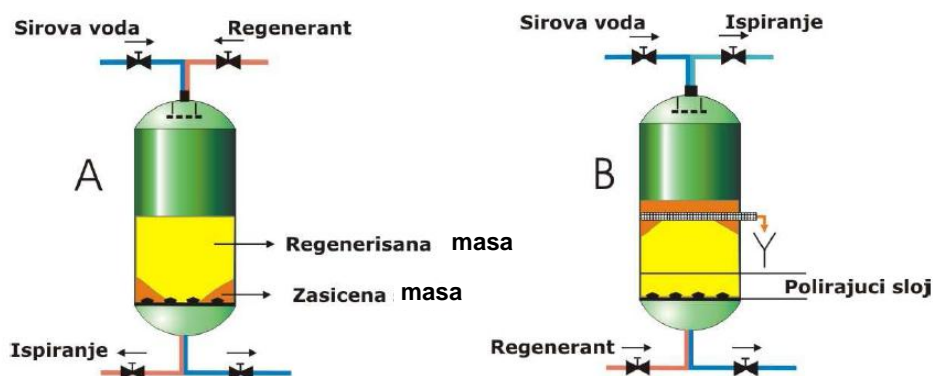 Sirova voda
Regenerant
Sirova voda
Ispiranje
A
B
Regenerisana masa
Zasicena masa
Polirajuci sloj
Ispiranje
Regenerant